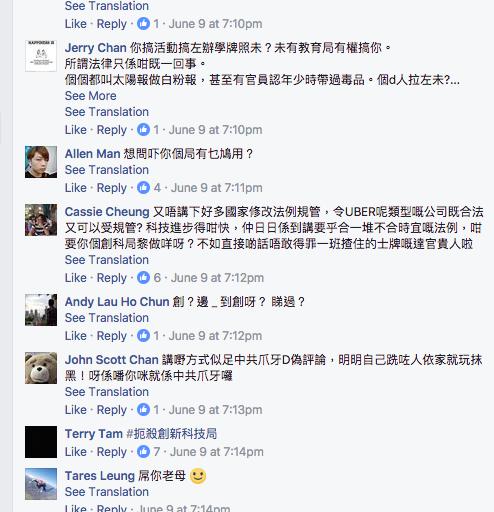 See Translation
Like · Reply · 1 · June 9 at 7:10pm
HAPPINESS IS
Jerry Chan 你搞活動搞左辦學牌照未？未有教育局有權搞你。
所謂法律只係咁既一回事。
個個都叫太陽報做白粉報，甚至有官員認年少時帶過毒品。個d人拉左未?...
See More
See Translation
Like · Reply · 1 · June 9 at 7:10pm
Allen Man 想問吓你個局有乜鳩用？
See Translation
Like · Reply · 4 · June 9 at 7:11pm
Cassie Cheung 又唔講下好多國家修改法例規管，令UBER呢類型嘅公司既合法
又可以受規管? 科技進步得咁快，仲日日係到講要乎合一堆不合時宜嘅法例，咁
要你個創科局黎做咩呀？不如直接啲話唔敢得罪一班揸住的士牌嘅達官貴人啦
See Translation
Like · Reply · 6 · June 9 at 7:12pm
Andy Lau Ho Chun 創？邊 _ 到創呀？ 睇過？
See Translation
Like · Reply · 1 · June 9 at 7:12pm
John Scott Chan 講嘢方式似足中共爪牙D偽評論，明明自己跣咗人依家就玩抹
黑！呀係噃你咪就係中共爪牙囉
See Translation
Like · Reply · 1 · June 9 at 7:13pm
Terry Tam #扼殺創新科技局
Like · Reply · 7 · June 9 at 7:14pm
Tares Leung 屌你老母 🙂
See Translation
Like · Reply · June 9 at 7:14pm